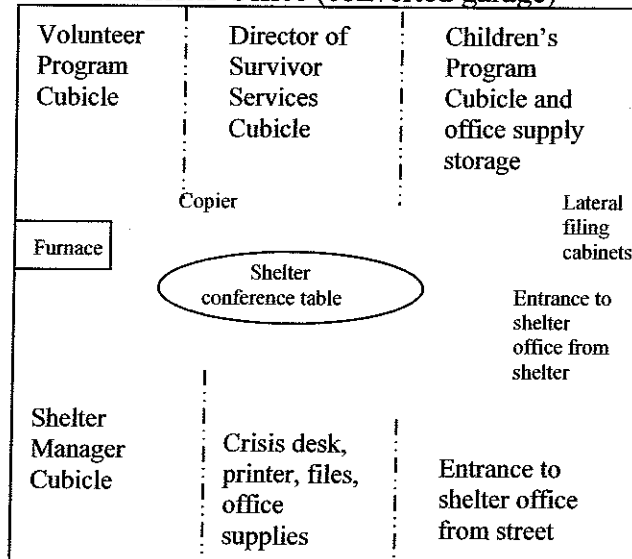 (converted garage)
Volunteer
Program
Cubicle
Director of
Survivor
Services
Cubicle
Children's
Program
Cubicle and
office supply
storage
Copier
Lateral
filing
cabinets
Furnace
Shelter
conference table
Entrance to
shelter
office from
shelter
Shelter
Manager
Cubicle
Crisis desk,
printer, files,
office
supplies
Entrance to
shelter office
from street